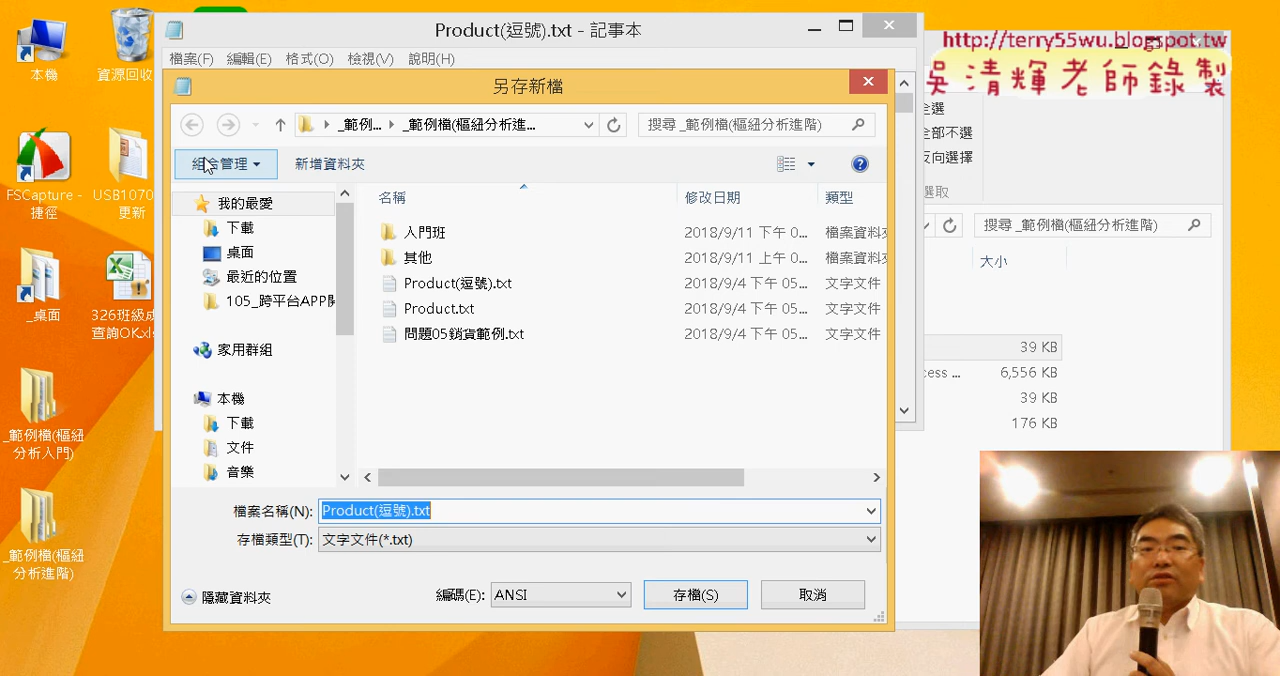 Product(逗號).txt - 記事本
檔案(F) 編輯(E) 格式(O) 檢視(V) 說明(H)
http://terry55wu.blogspot.tw
吳清輝老師錄製
另存新檔
_範例... _範例檔(樞紐分析進... 搜尋 _範例檔(樞紐分析進階)
組合管理 新增資料夾
我的最愛
下載
桌面
最近的位置
105_跨平台APP開
家用群組
本機
下載
文件
音樂
名稱 修改日期 類型
入門班 2018/9/11 下午 0... 檔案資料夾
其他 2018/9/11 上午 0... 檔案資料夾
Product(逗號).txt 2018/9/4 下午 05... 文字文件
Product.txt 2018/9/4 下午 05... 文字文件
問題05銷貨範例.txt 2018/9/4 下午 05... 文字文件
檔案名稱(N): Product(逗號).txt
存檔類型(T): 文字文件(*.txt)
隱藏資料夾 編碼(E): ANSI 存檔(S) 取消
全選
全部不選
反向選擇
選取
搜尋 _範例檔(樞紐分析進階)
大小
39 KB
cess ... 6,556 KB
39 KB
176 KB
本機
資源回收
FSCapture -
捷徑
USB1070
更新
_桌面
326班級成
查詢OK.xls
_範例檔(樞紐
分析入門)
_範例檔(樞紐
分析進階)